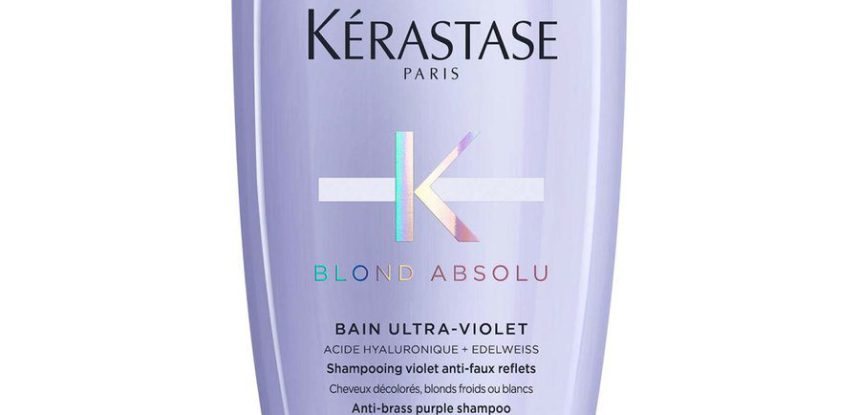 KÉRASTASE
PARIS
K
BLOND ABSOLU
BAIN ULTRA-VIOLET
ACIDE HYALURONIQUE + EDELWEISS
Shampooing violet anti-faux reflets
Cheveux décolorés, blonds froids ou blancs
Anti-brass purple shampoo